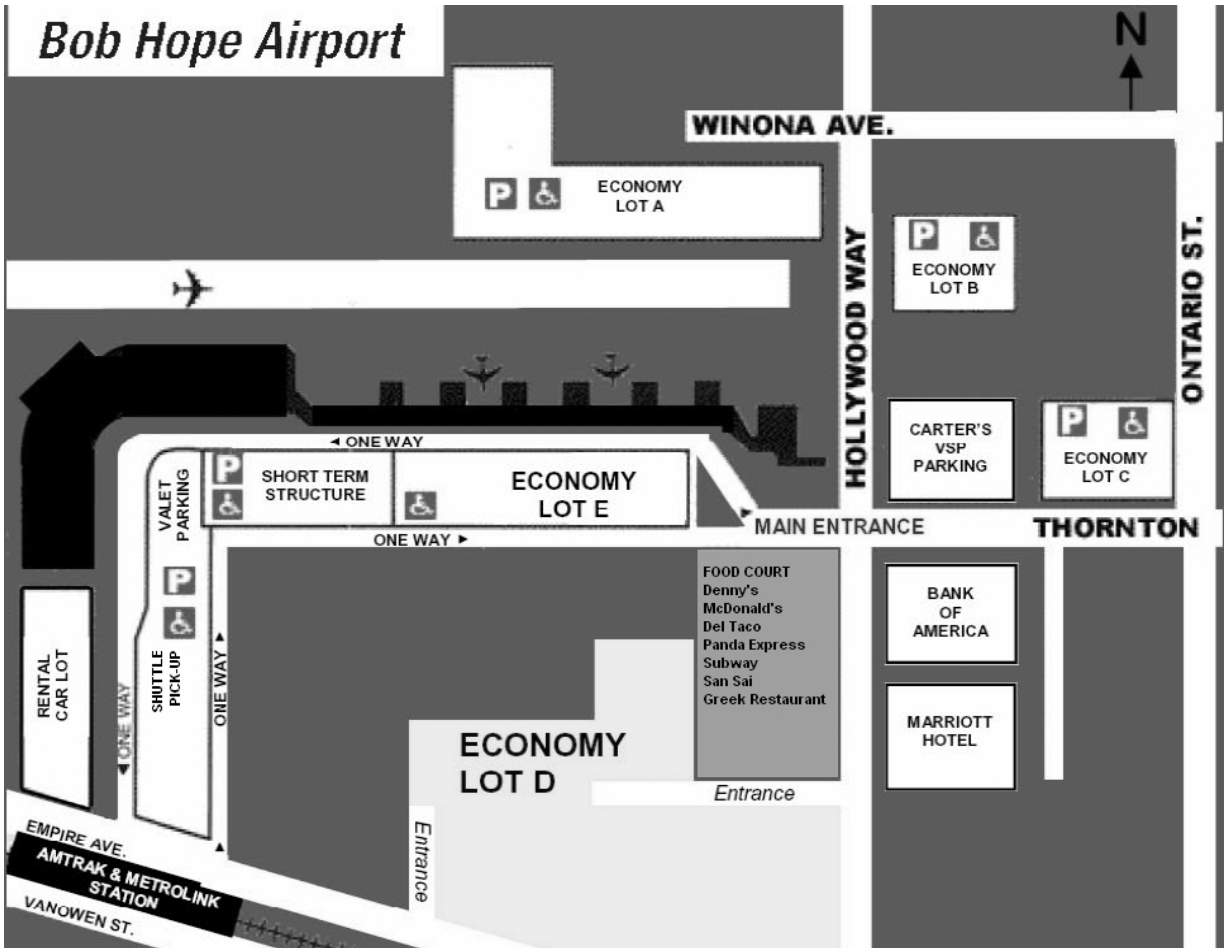 Bob Hope Airport
N
WINONA AVE.
P
ECONOMY
LOT A
HOLLYWOOD WAY
P
ECONOMY
LOT B
ONTARIO ST.
ONE WAY
VALET
PARKING
P
SHORT TERM
STRUCTURE
ECONOMY
LOT E
CARTER'S
VSP
PARKING
P
ECONOMY
LOT C
MAIN ENTRANCE
THORNTON
ONE WAY
P
FOOD COURT
Denny's
McDonald's
Del Taco
Panda Express
Subway
San Sai
Greek Restaurant
BANK
OF
AMERICA
RENTAL
CAR LOT
ONE WAY
SHUTTLE
PICK-UP
ONE WAY
MARRIOTT
HOTEL
ECONOMY
LOT D
Entrance
Entrance
EMPIRE AVE.
AMTRAK & METROLINK
STATION
VANOWEN ST.